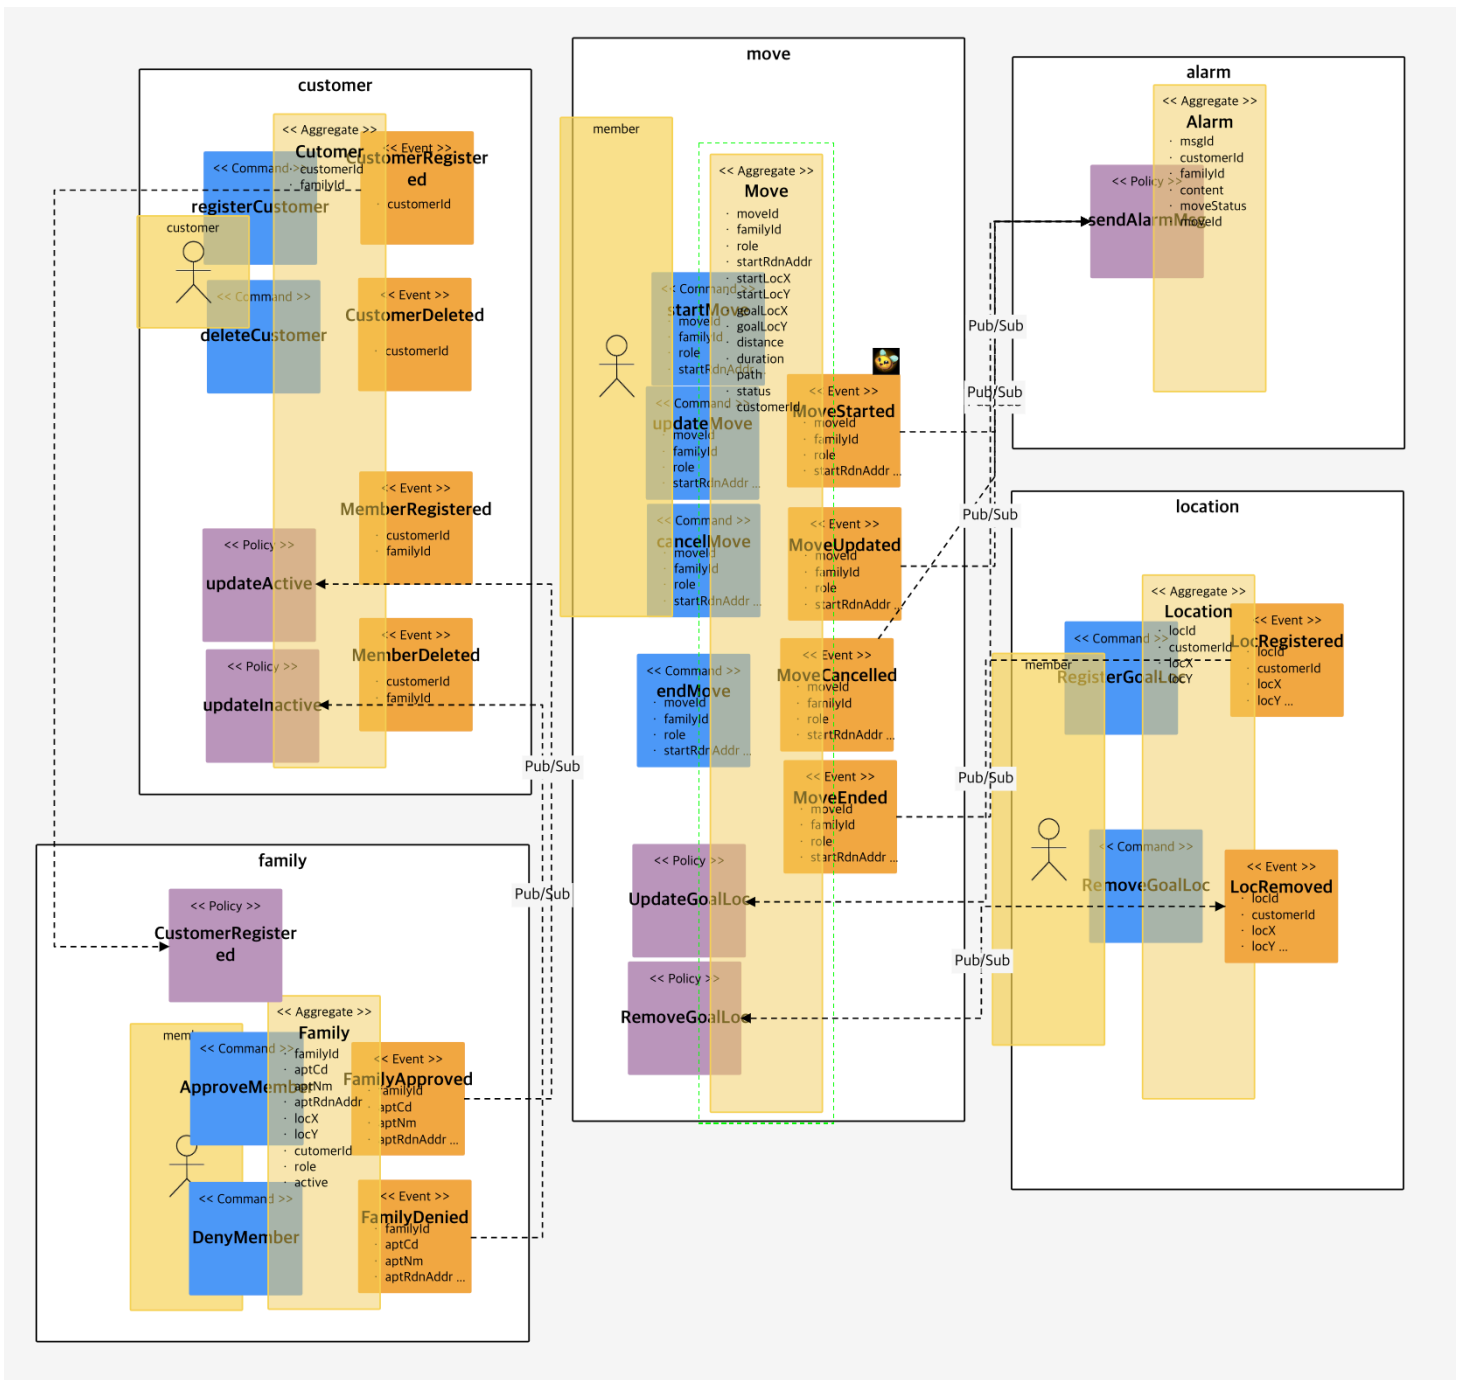 customer
<< Aggregate >>
Cutomer
· customerId
· familyId
<< Command >>
registerCustomer
<< Event >>
CustomerRegister
ed
· customerId
customer
<< Command >>
deleteCustomer
<< Event >>
CustomerDeleted
· customerId
<< Event >>
MemberRegistered
· customerId
· familyId
<< Policy >>
updateActive
<< Event >>
MemberDeleted
· customerId
· familyId
<< Policy >>
updateInactive
Pub/Sub
Pub/Sub
family
<< Policy >>
CustomerRegister
ed
<< Aggregate >>
Family
· familyId
· aptCd
· aptNm
· aptRdnAddr
· locX
· locY
· cutomerId
· role
· active
<< Command >>
ApproveMember
<< Event >>
FamilyApproved
· familyId
· aptCd
· aptNm
· aptRdnAddr ...
<< Command >>
DenyMember
<< Event >>
FamilyDenied
· familyId
· aptCd
· aptNm
· aptRdnAddr ...
move
member
<< Aggregate >>
Move
· moveId
· familyId
· role
· startRdnAddr
· startLocX
· startLocY
· goalLocX
· goalLocY
· distance
· duration
· path
· status
· customerId
<< Command >>
startMove
· moveId
· familyId
· role
· startRdnAddr
<< Command >>
updateMove
· moveId
· familyId
· role
· startRdnAddr ...
<< Command >>
cancelMove
· moveId
· familyId
· role
· startRdnAddr ...
<< Command >>
endMove
· moveId
· familyId
· role
· startRdnAddr ...
<< Event >>
MoveStarted
· moveId
· familyId
· role
· startRdnAddr ...
<< Event >>
MoveUpdated
· moveId
· familyId
· role
· startRdnAddr ...
<< Event >>
MoveCancelled
· moveId
· familyId
· role
· startRdnAddr ...
<< Event >>
MoveEnded
· moveId
· familyId
· role
· startRdnAddr ...
<< Policy >>
UpdateGoalLoc
<< Policy >>
RemoveGoalLoc
Pub/Sub
Pub/Sub
Pub/Sub
Pub/Sub
Pub/Sub
alarm
<< Aggregate >>
Alarm
· msgId
· customerId
· familyId
· content
· moveStatus
· moveId
<< Policy >>
sendAlarmMsg
location
<< Aggregate >>
Location
· locId
· customerId
· locX
· locY
member
<< Command >>
RegisterGoalLoc
<< Event >>
LocRegistered
· locId
· customerId
· locX
· locY ...
<< Command >>
RemoveGoalLoc
<< Event >>
LocRemoved
· locId
· customerId
· locX
· locY ...